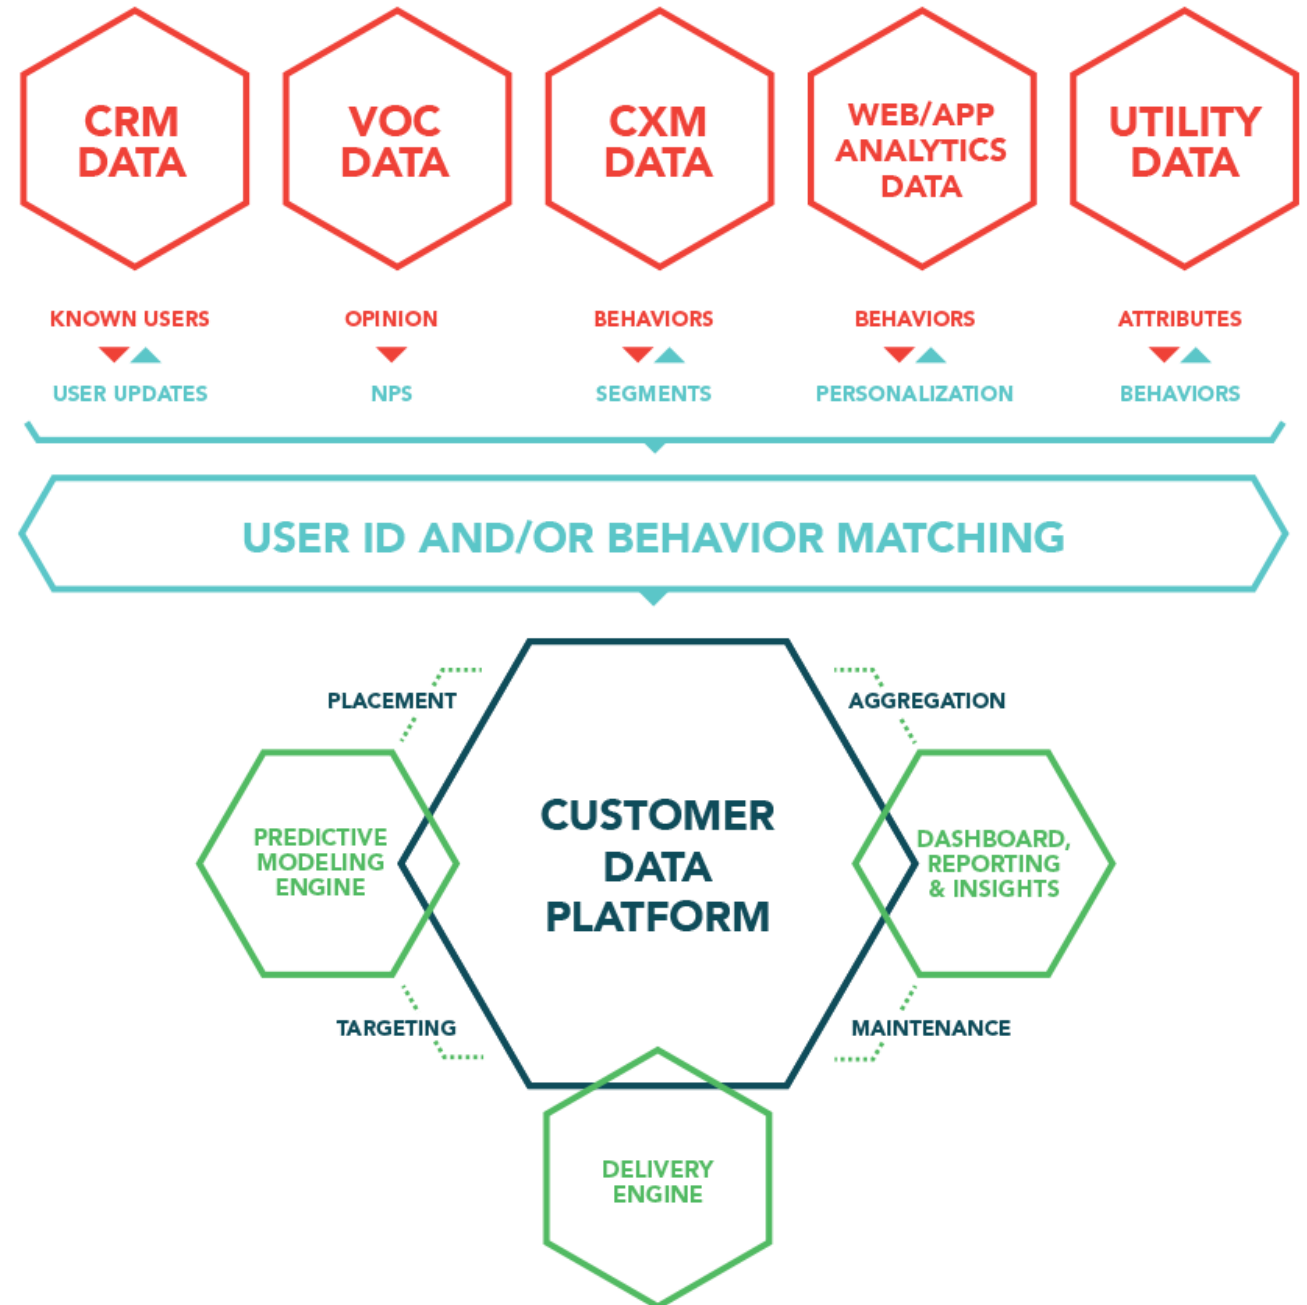 CRM
DATA
VOC
DATA
CXM
DATA
WEB/APP
ANALYTICS
DATA
UTILITY
DATA
KNOWN USERS
OPINION
BEHAVIORS
BEHAVIORS
ATTRIBUTES
USER UPDATES
NPS
SEGMENTS
PERSONALIZATION
BEHAVIORS
USER ID AND/OR BEHAVIOR MATCHING
PLACEMENT
AGGREGATION
PREDICTIVE
MODELING
ENGINE
CUSTOMER
DATA
PLATFORM
DASHBOARD,
REPORTING
& INSIGHTS
TARGETING
MAINTENANCE
DELIVERY
ENGINE